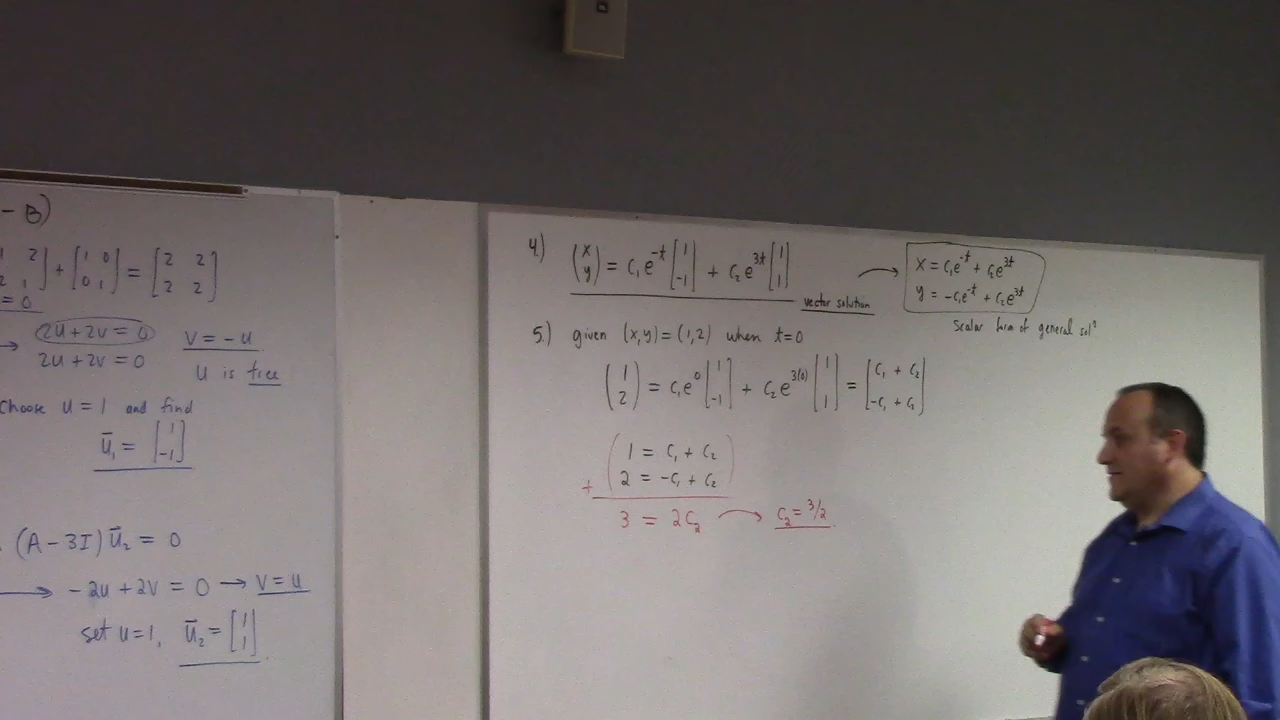 - B)
2] + [1 0; 0 1] = [2 2; 2 2]
= 0
→ 2u + 2v = 0    v = -u
2u + 2v = 0    u is free
choose u = 1 and find
ū₁ = [1; -1]
(A - 3I) ū₂ = 0
→ -2u + 2v = 0 → v = u
set u = 1, ū₂ = [1; 1].
4.) (x; y) = c₁e^{-t} [1; -1] + c₂e^{3t} [1; 1]
vector solution
→ x = c₁e^{-t} + c₂e^{3t}
y = -c₁e^{-t} + c₂e^{3t}
Scalar form of general solⁿ
5.) given (x,y) = (1,2) when t=0
(1; 2) = c₁e^{0} [1; -1] + c₂e^{3(0)} [1; 1] = [c₁ + c₂; -c₁ + c₂]
1 = c₁ + c₂
+ 2 = -c₁ + c₂
3 = 2c₂ → c₂ = 3/2